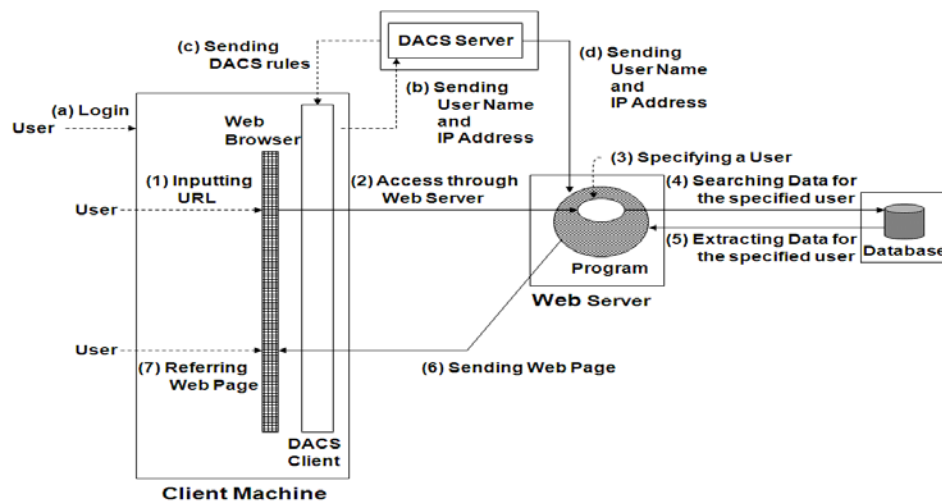 (c) Sending
DACS rules
DACS Server
(d) Sending
User Name
and
IP Address
(b) Sending
User Name
and
IP Address
(a) Login
User
Web
Browser
(3) Specifying a User
(1) Inputting
URL
(2) Access through
Web Server
(4) Searching Data for
the specified user
User
(5) Extracting Data for
the specified user
Database
Program
Web Server
User
(7) Referring
Web Page
(6) Sending Web Page
DACS
Client
Client Machine